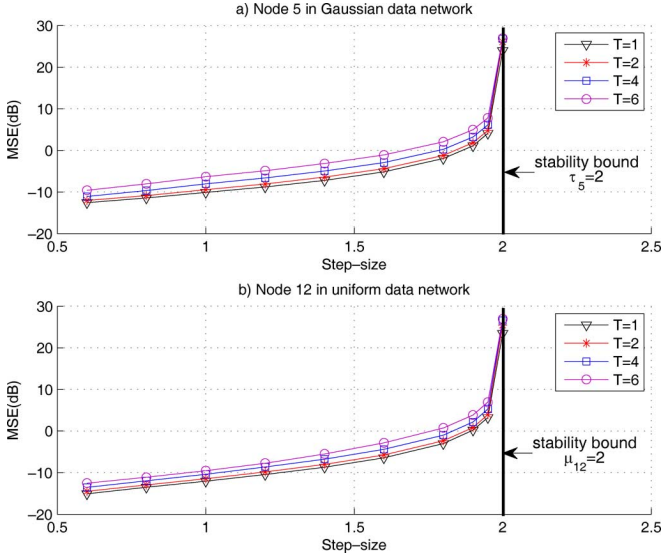 a) Node 5 in Gaussian data network
30
20
10
0
−10
−20
MSE(dB)
T=1
T=2
T=4
T=6
stability bound
τ5=2
0.5 1 1.5 2 2.5
Step−size
b) Node 12 in uniform data network
30
20
10
0
−10
−20
MSE(dB)
T=1
T=2
T=4
T=6
stability bound
μ12=2
0.5 1 1.5 2 2.5
Step−size